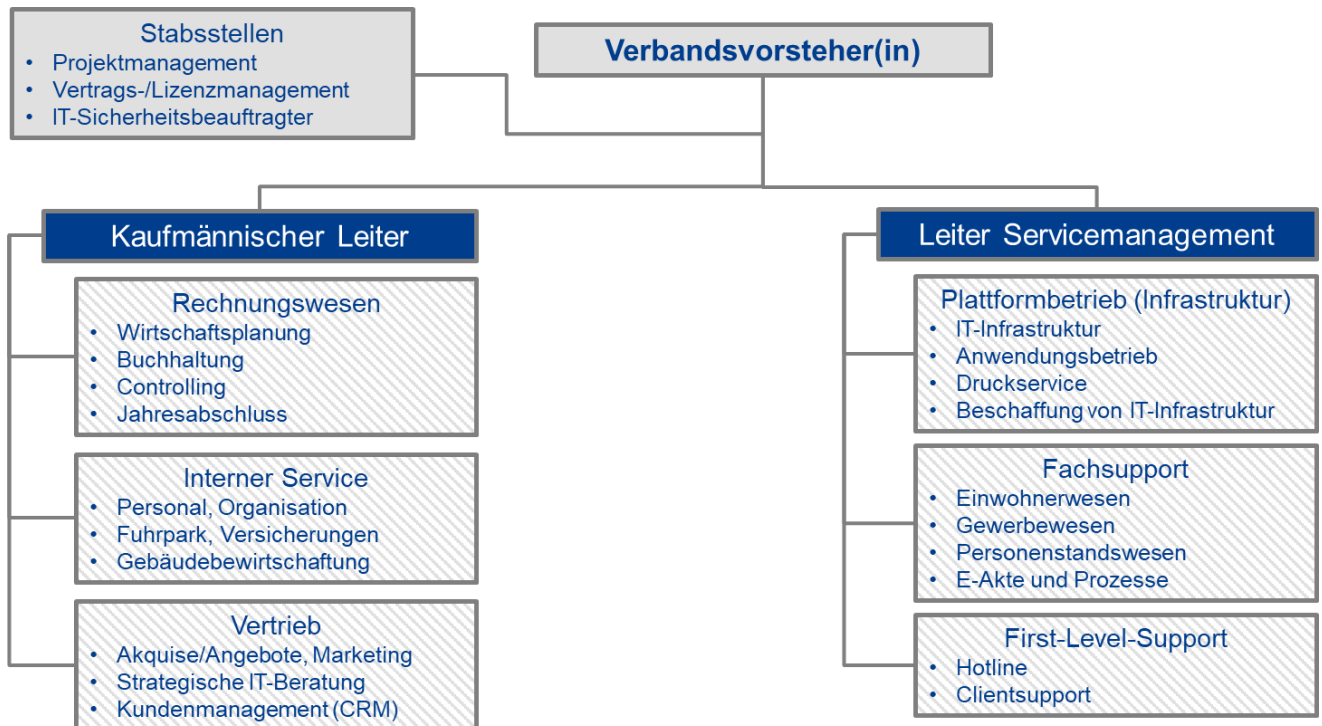 Stabsstellen
• Projektmanagement
• Vertrags-/Lizenzmanagement
• IT-Sicherheitsbeauftragter
Verbandsvorsteher(in)
Kaufmännischer Leiter
Rechnungswesen
• Wirtschaftsplanung
• Buchhaltung
• Controlling
• Jahresabschluss
Interner Service
• Personal, Organisation
• Fuhrpark, Versicherungen
• Gebäudebewirtschaftung
Vertrieb
• Akquise/Angebote, Marketing
• Strategische IT-Beratung
• Kundenmanagement (CRM)
Leiter Servicemanagement
Plattformbetrieb (Infrastruktur)
• IT-Infrastruktur
• Anwendungsbetrieb
• Druckservice
• Beschaffung von IT-Infrastruktur
Fachsupport
• Einwohnerwesen
• Gewerbewesen
• Personenstandswesen
• E-Akte und Prozesse
First-Level-Support
• Hotline
• Clientsupport